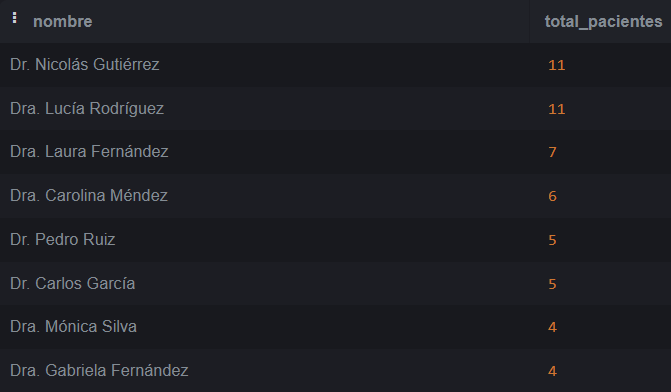 nombre total_pacientes
Dr. Nicolás Gutiérrez 11
Dra. Lucía Rodríguez 11
Dra. Laura Fernández 7
Dra. Carolina Méndez 6
Dr. Pedro Ruiz 5
Dr. Carlos García 5
Dra. Mónica Silva 4
Dra. Gabriela Fernández 4